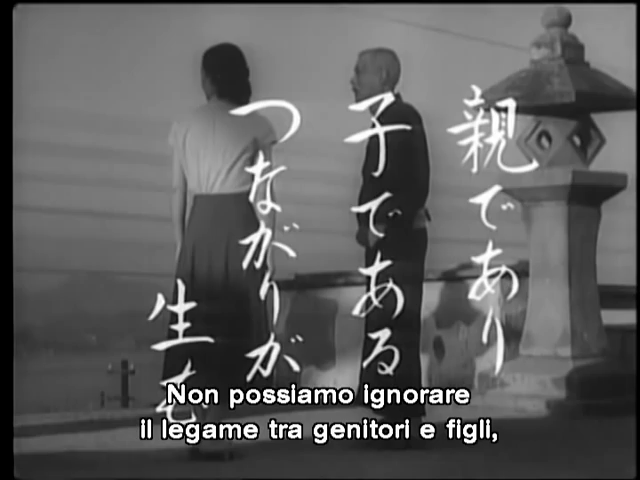 親であり
子である
つながりが
生む
Non possiamo ignorare
il legame tra genitori e figli,